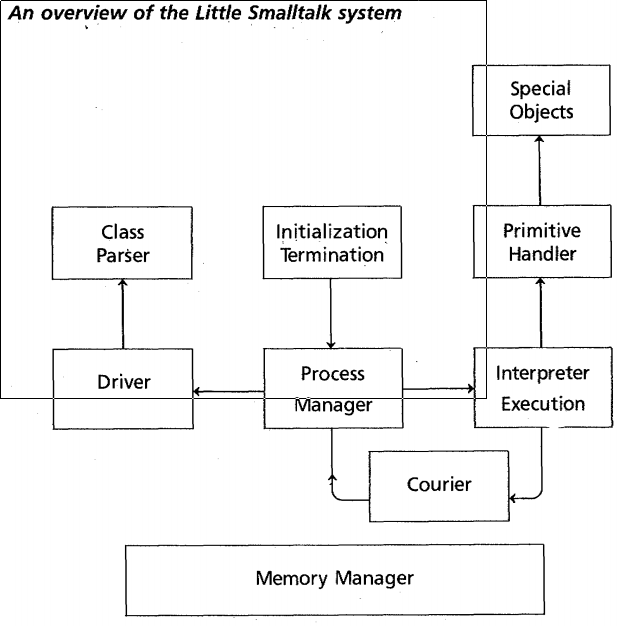 An overview of the Little Smalltalk system
Special
Objects
Class
Parser
Initialization
Termination
Primitive
Handler
Driver
Process
Manager
Interpreter
Execution
Courier
Memory Manager